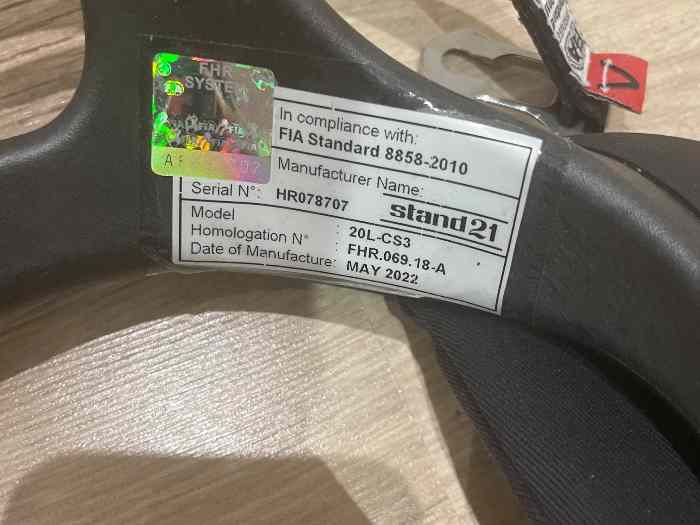 FHR
SYSTEM
In compliance with:
FIA Standard 8858-2010
Manufacturer Name:
Serial N°: HR078707
stand21
Model : 20L-CS3
Homologation N° : FHR.069.18-A
Date of Manufacture: MAY 2022